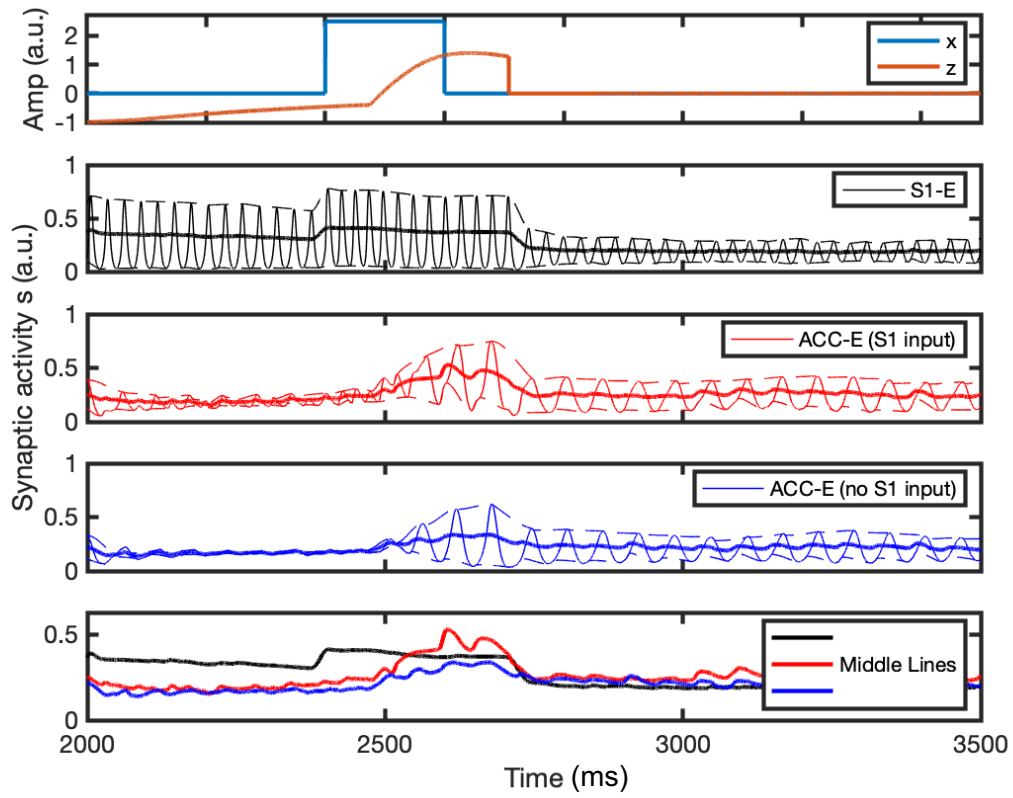 Amp (a.u.)
2
1
0
-1
x
z
Synaptic activity s (a.u.)
1
0.5
0
S1-E
1
0.5
0
ACC-E (S1 input)
1
0.5
0
ACC-E (no S1 input)
0.5
0
Middle Lines
2000
2500
3000
3500
Time (ms)